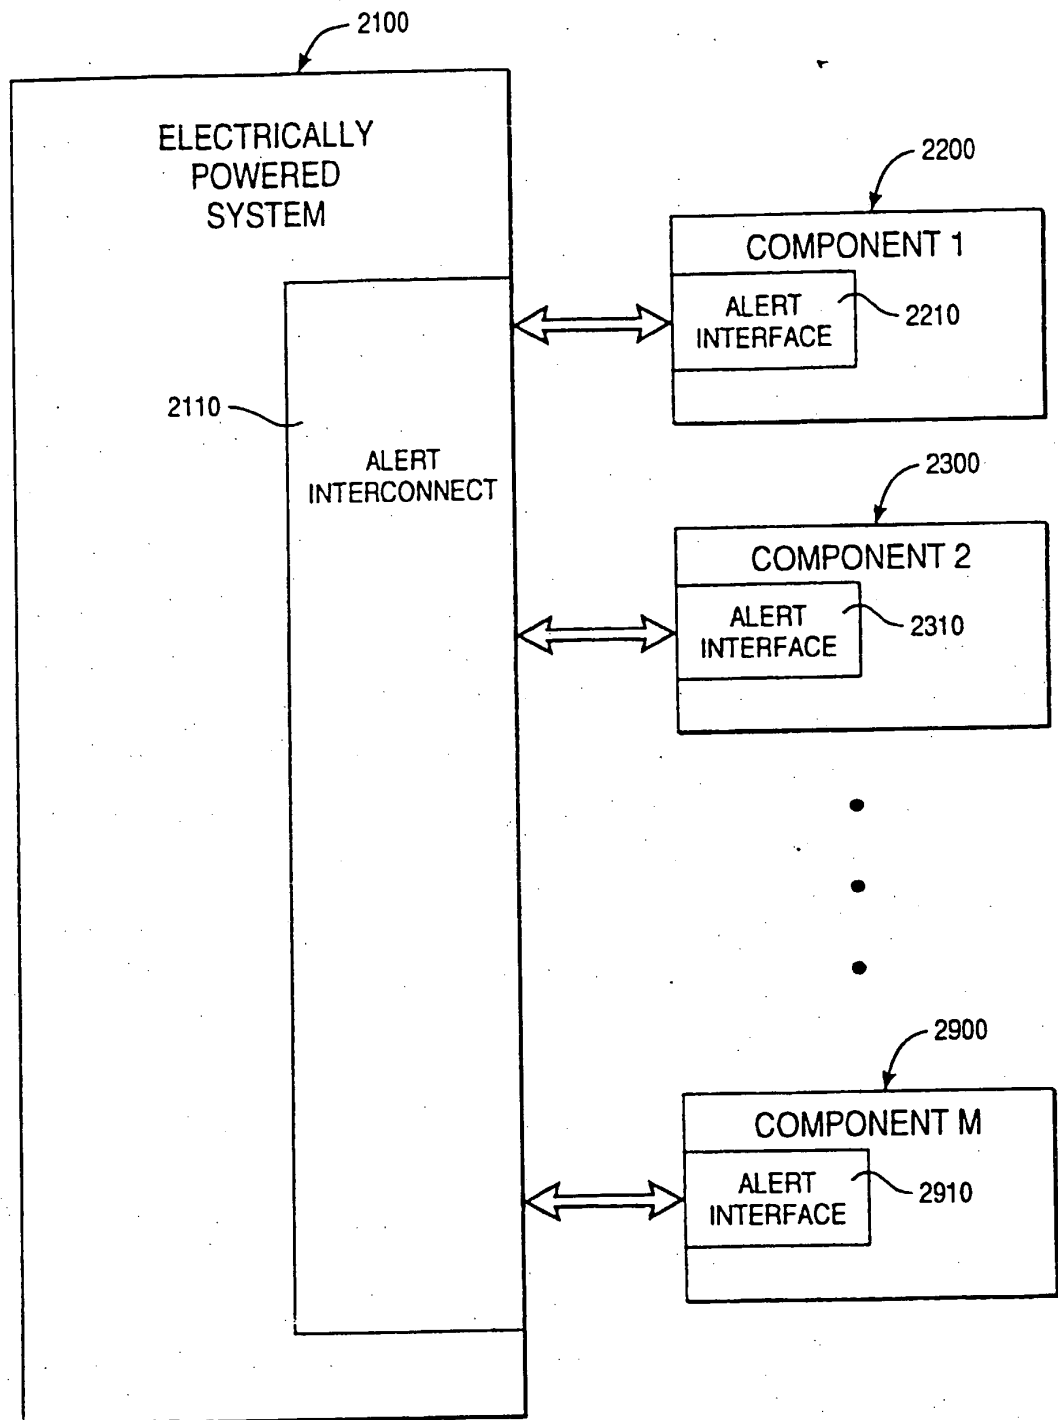 2100
ELECTRICALLY
POWERED
SYSTEM
2200
COMPONENT 1
ALERT
INTERFACE
2210
2110
ALERT
INTERCONNECT
2300
COMPONENT 2
ALERT
INTERFACE
2310
2900
COMPONENT M
ALERT
INTERFACE
2910